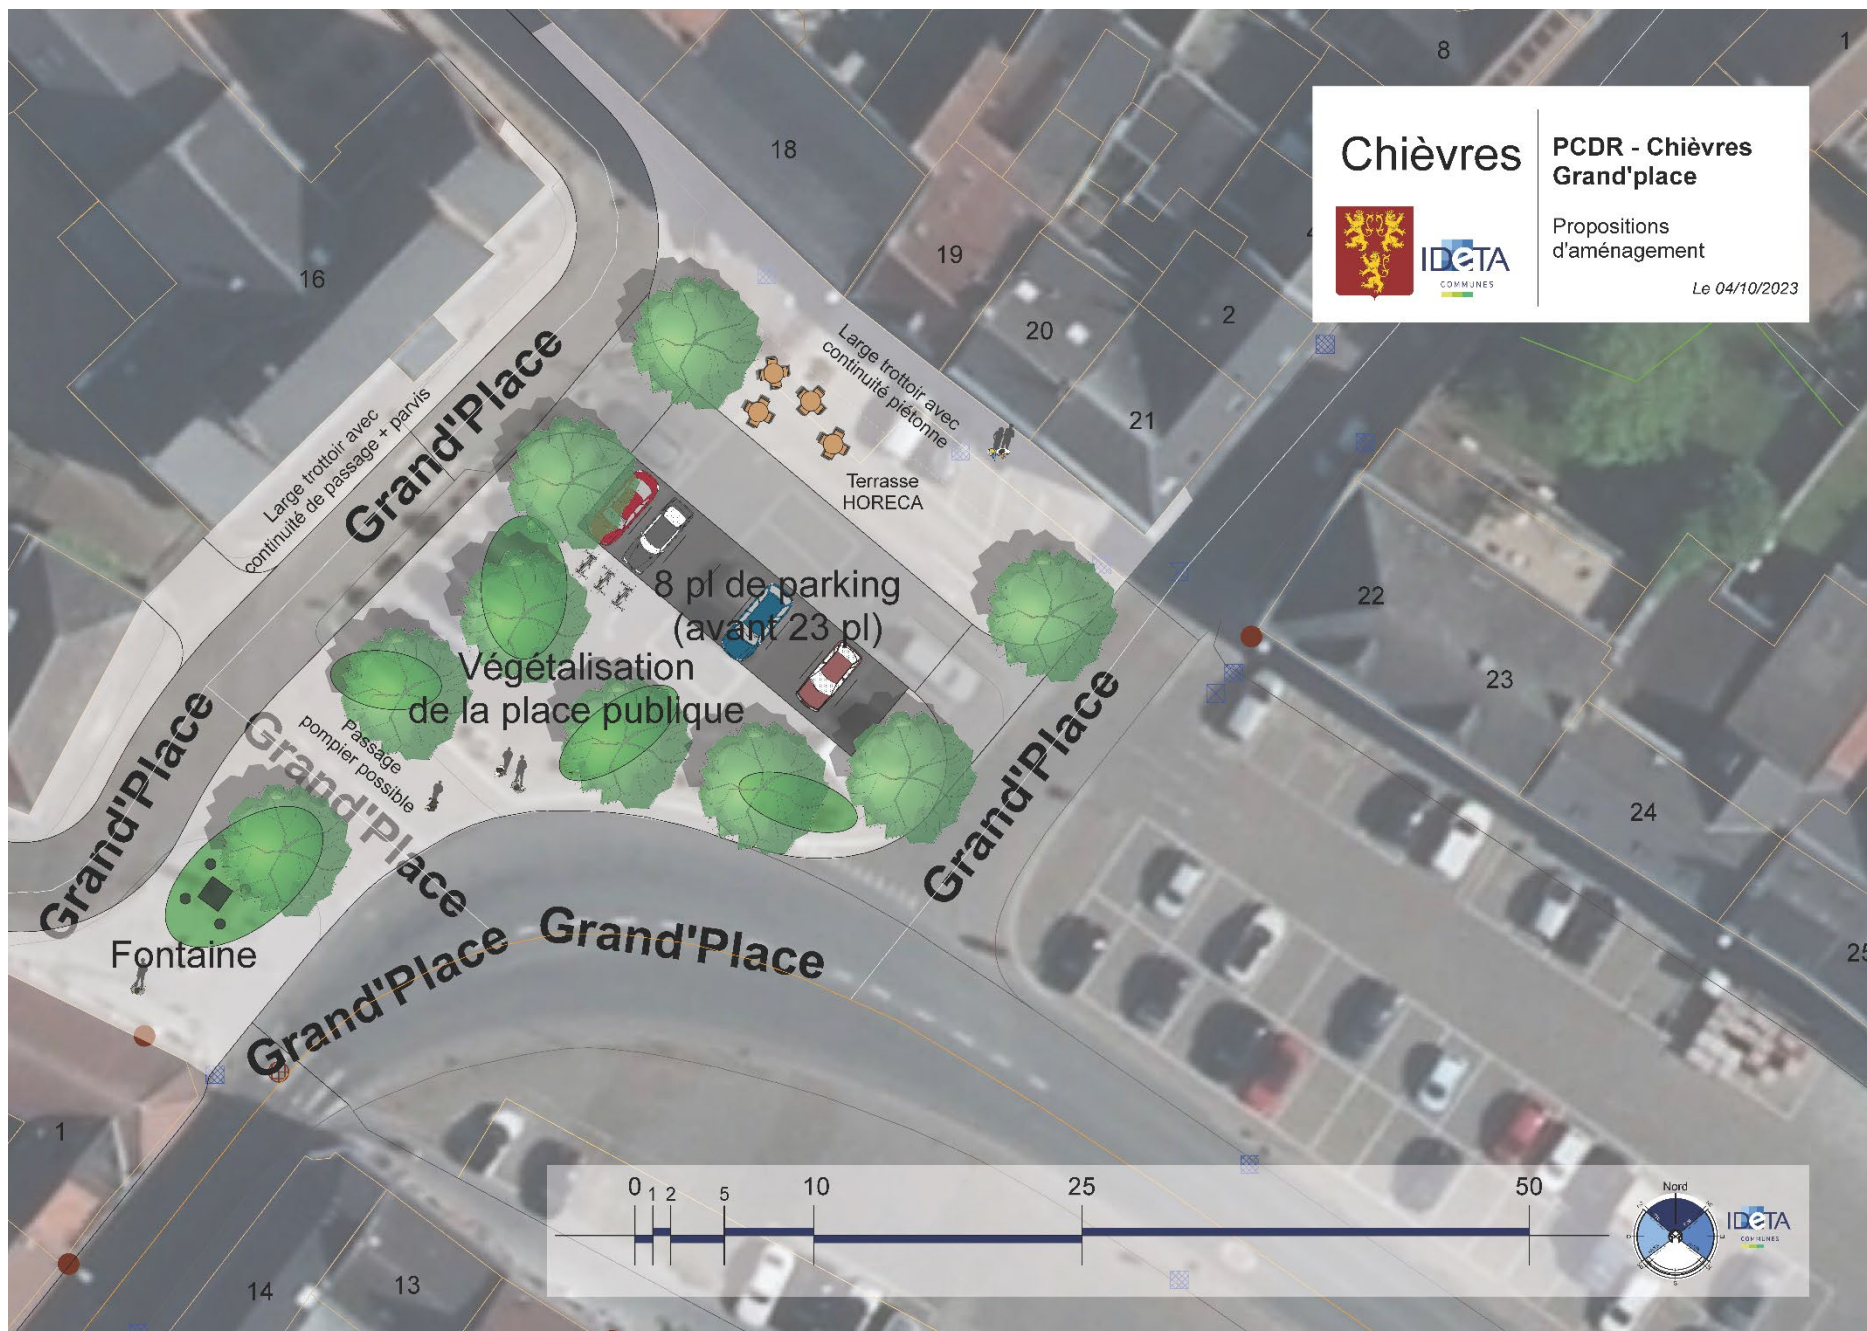 8
1
18
Chièvres
PCDR - Chièvres
Grand'place
Propositions
d'aménagement
Le 04/10/2023
IDETA
COMMUNES
16
19
20
2
21
Large trottoir avec
continuité piétonne
Large trottoir avec
continuité de passage + parvis
Grand'Place
Terrasse
HORECA
8 pl de parking
(avant 23 pl)
22
23
24
25
Végétalisation
de la place publique
Passage
pompier possible
Grand'Place
Grand'Place
Grand'Place
Fontaine
Grand'Place
Grand'Place
1
14
13
0 1 2 5 10 25 50
Nord
IDETA
COMMUNES